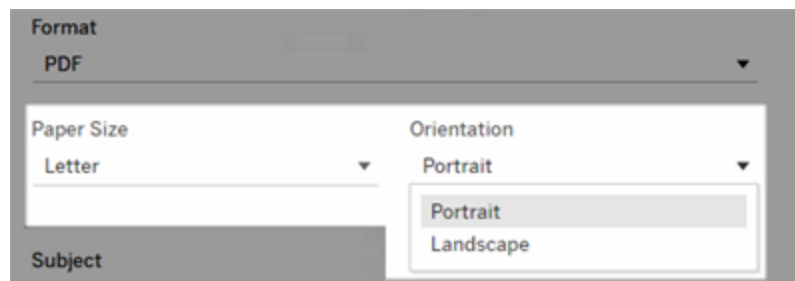 Format
PDF
Paper Size
Letter
Orientation
Portrait
Portrait
Landscape
Subject